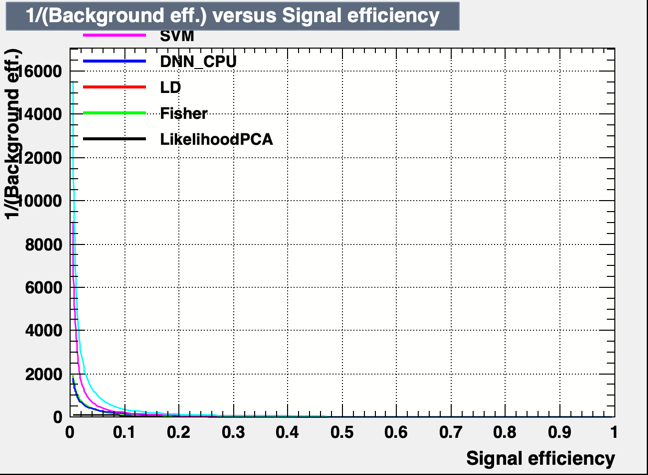 1/(Background eff.) versus Signal efficiency
SVM
DNN_CPU
LD
Fisher
LikelihoodPCA
1/(Background eff.)
16000
14000
12000
10000
8000
6000
4000
2000
0
0 0.1 0.2 0.3 0.4 0.5 0.6 0.7 0.8 0.9 1
Signal efficiency